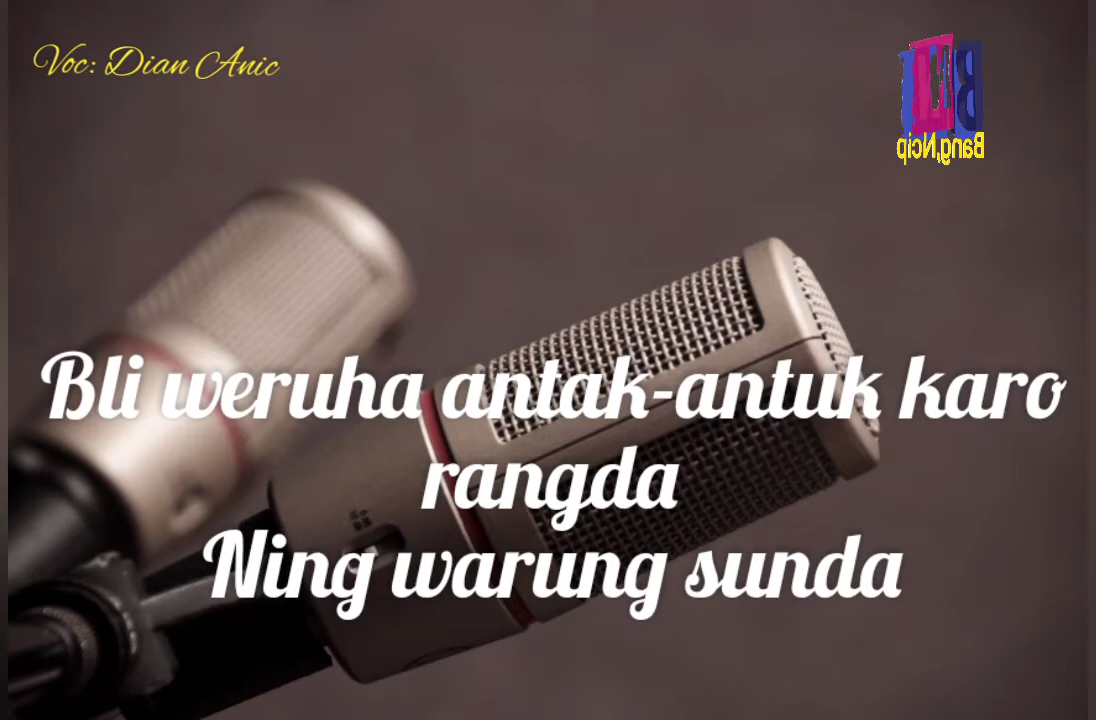 Voc: Dian Anic
Bang,Ncip
Bli weruha antak-antuk karo
rangda
Ning warung sunda